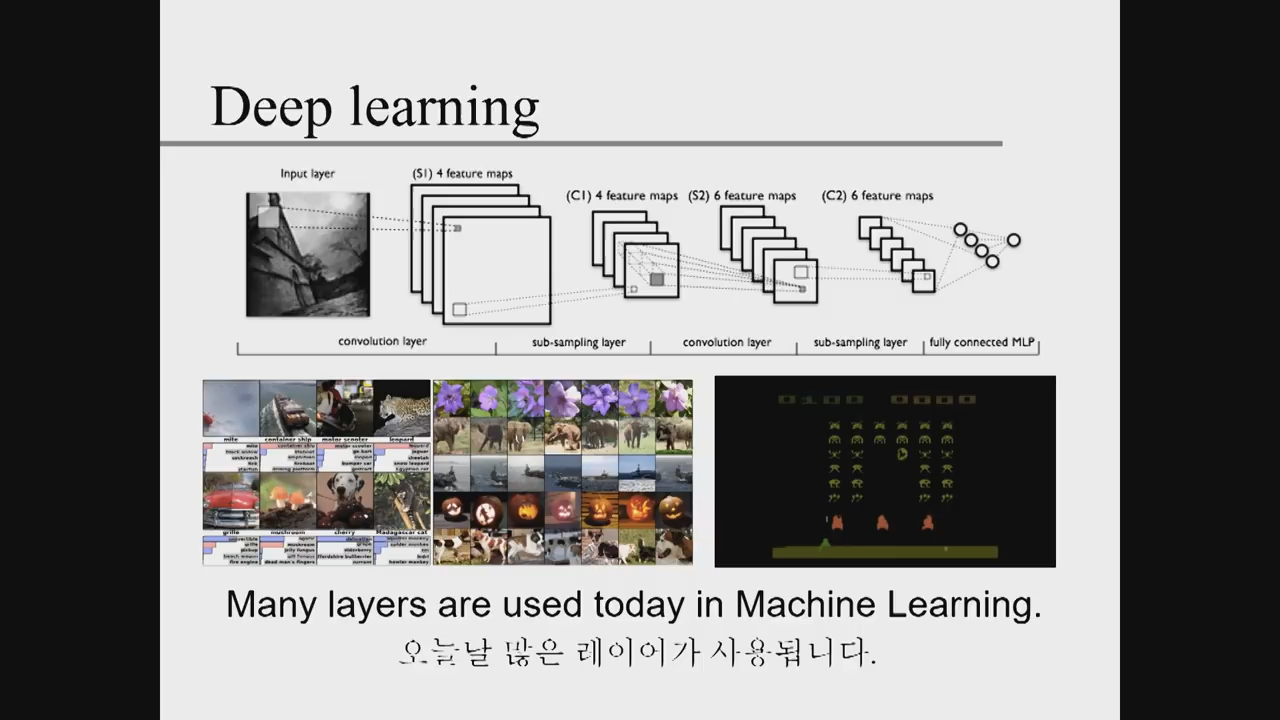 Deep learning
Input layer
(S1) 4 feature maps
(C1) 4 feature maps
(S2) 6 feature maps
(C2) 6 feature maps
convolution layer
sub-sampling layer
convolution layer
sub-sampling layer
fully connected MLP
mite container ship motor scooter leopard
grille mushroom cherry Madagascar cat
0100 0000
Many layers are used today in Machine Learning.
오늘날 많은 레이어가 사용됩니다.